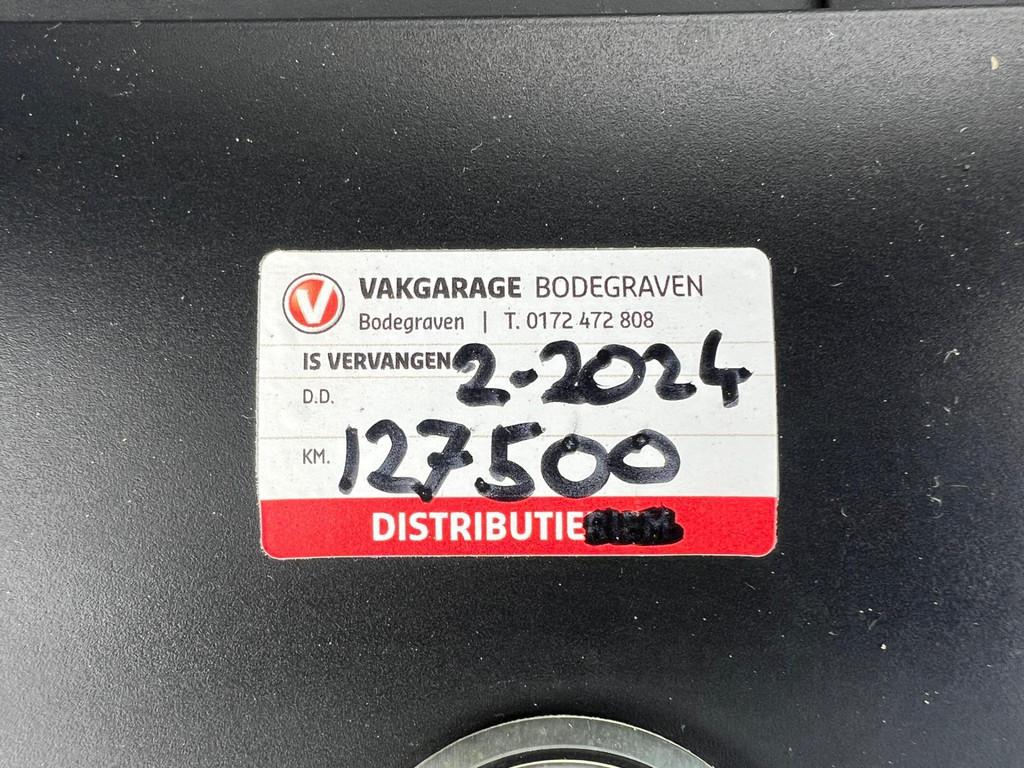 V VAKGARAGE BODEGRAVEN
Bodegraven | T. 0172 472 808
IS VERVANGEN 2-2024
D.D.
KM. 127500
DISTRIBUTIE